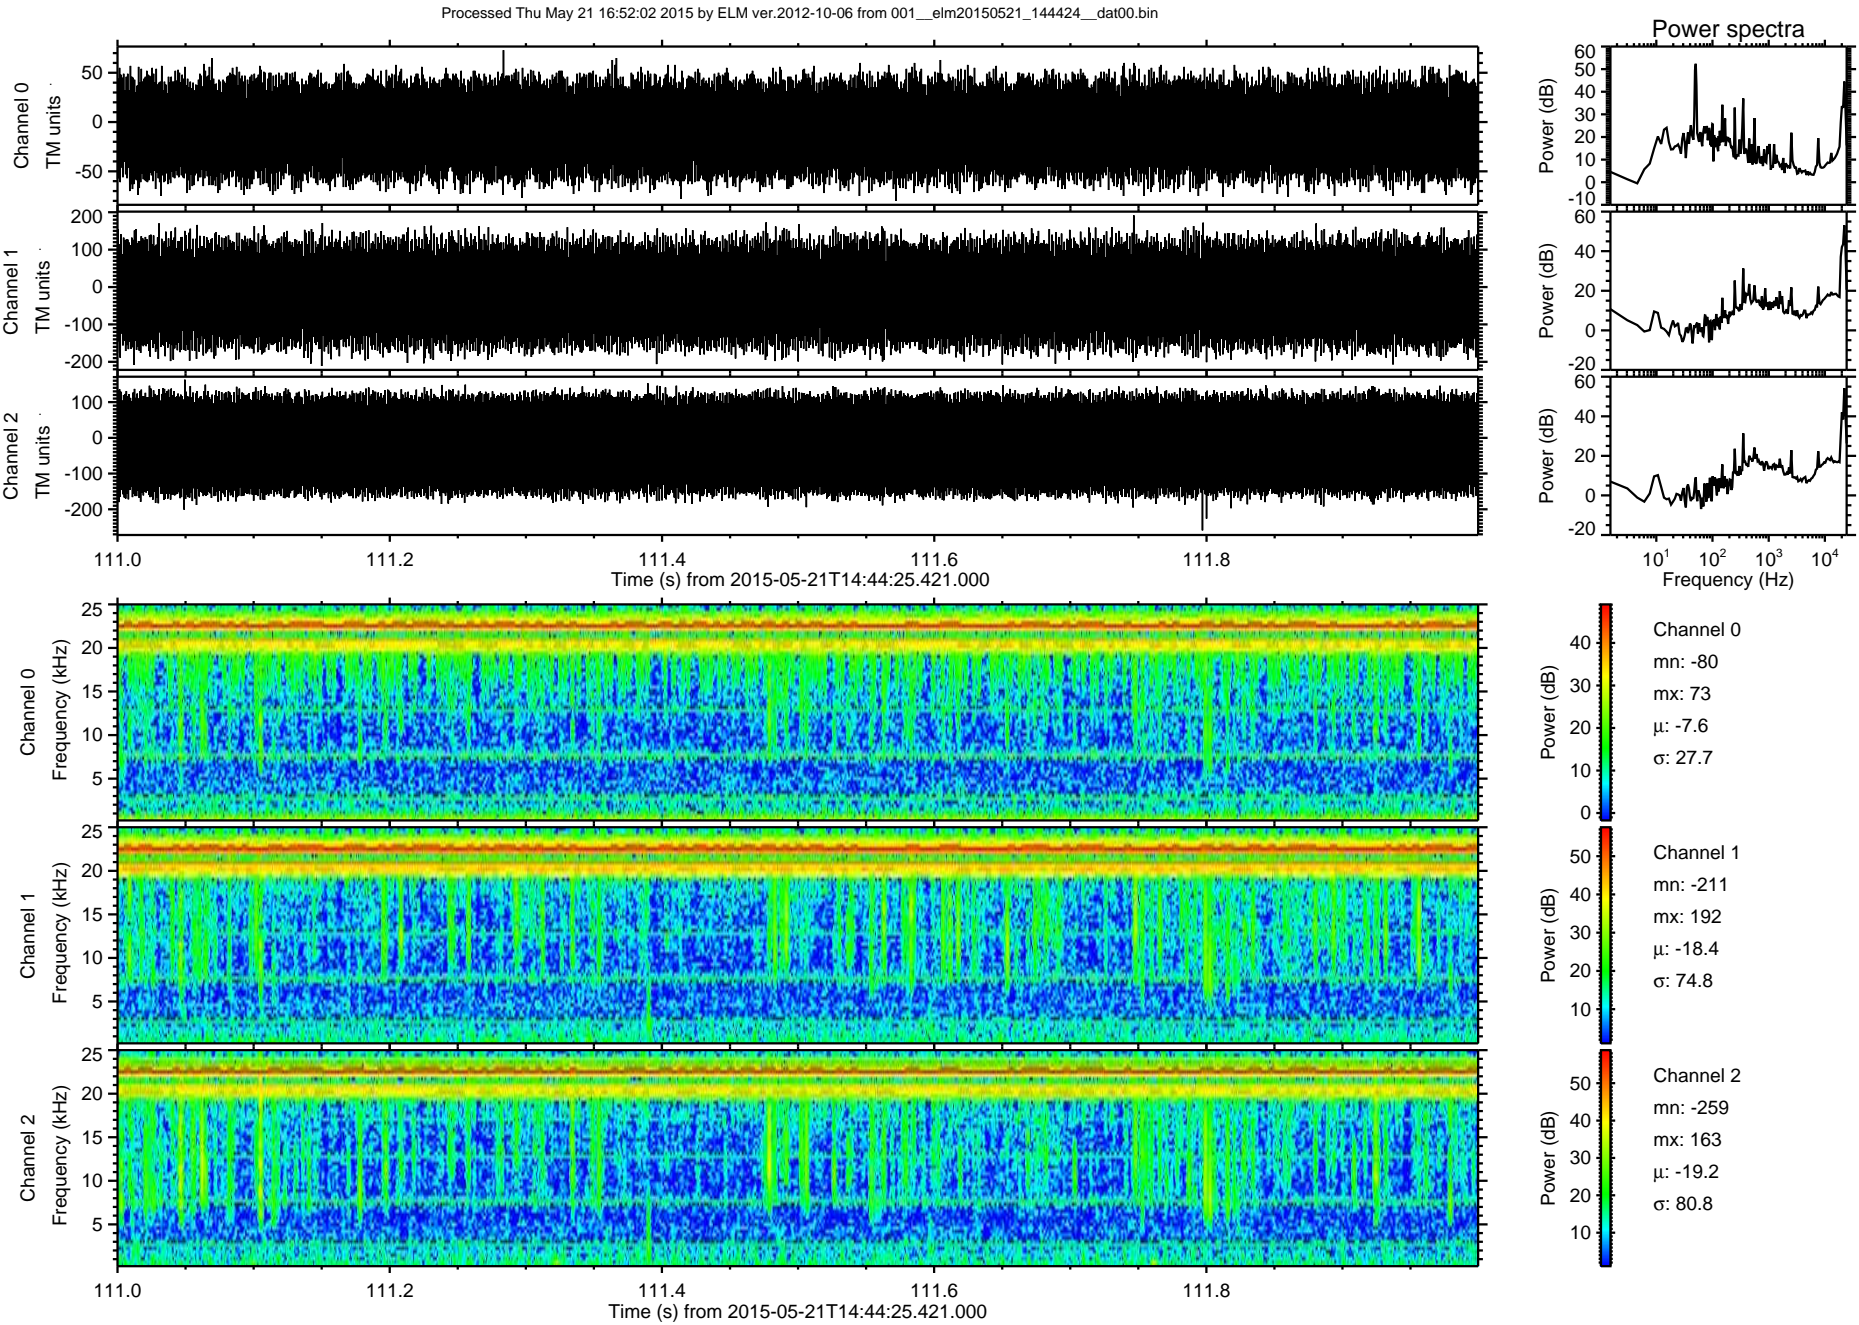 Processed Thu May 21 16:52:02 2015 by ELM ver.2012-10-06 from 001__elm20150521_144424__dat00.bin
Power spectra
Channel 0
TM units
50
0
-50
Power (dB)
60
50
40
30
20
10
0
-10
Channel 1
TM units
200
100
0
-100
-200
Power (dB)
60
40
20
0
-20
Channel 2
TM units
100
0
-100
-200
Power (dB)
60
40
20
0
-20
111.0 111.2 111.4 111.6 111.8
Time (s) from 2015-05-21T14:44:25.421.000
10¹ 10² 10³ 10⁴
Frequency (Hz)
Channel 0
Frequency (kHz)
25
20
15
10
5
Power (dB)
40
30
20
10
0
Channel 0
mn: -80
mx: 73
μ: -7.6
σ: 27.7
Channel 1
Frequency (kHz)
25
20
15
10
5
Power (dB)
50
40
30
20
10
Channel 1
mn: -211
mx: 192
μ: -18.4
σ: 74.8
Channel 2
Frequency (kHz)
25
20
15
10
5
Power (dB)
50
40
30
20
10
Channel 2
mn: -259
mx: 163
μ: -19.2
σ: 80.8
111.0 111.2 111.4 111.6 111.8
Time (s) from 2015-05-21T14:44:25.421.000